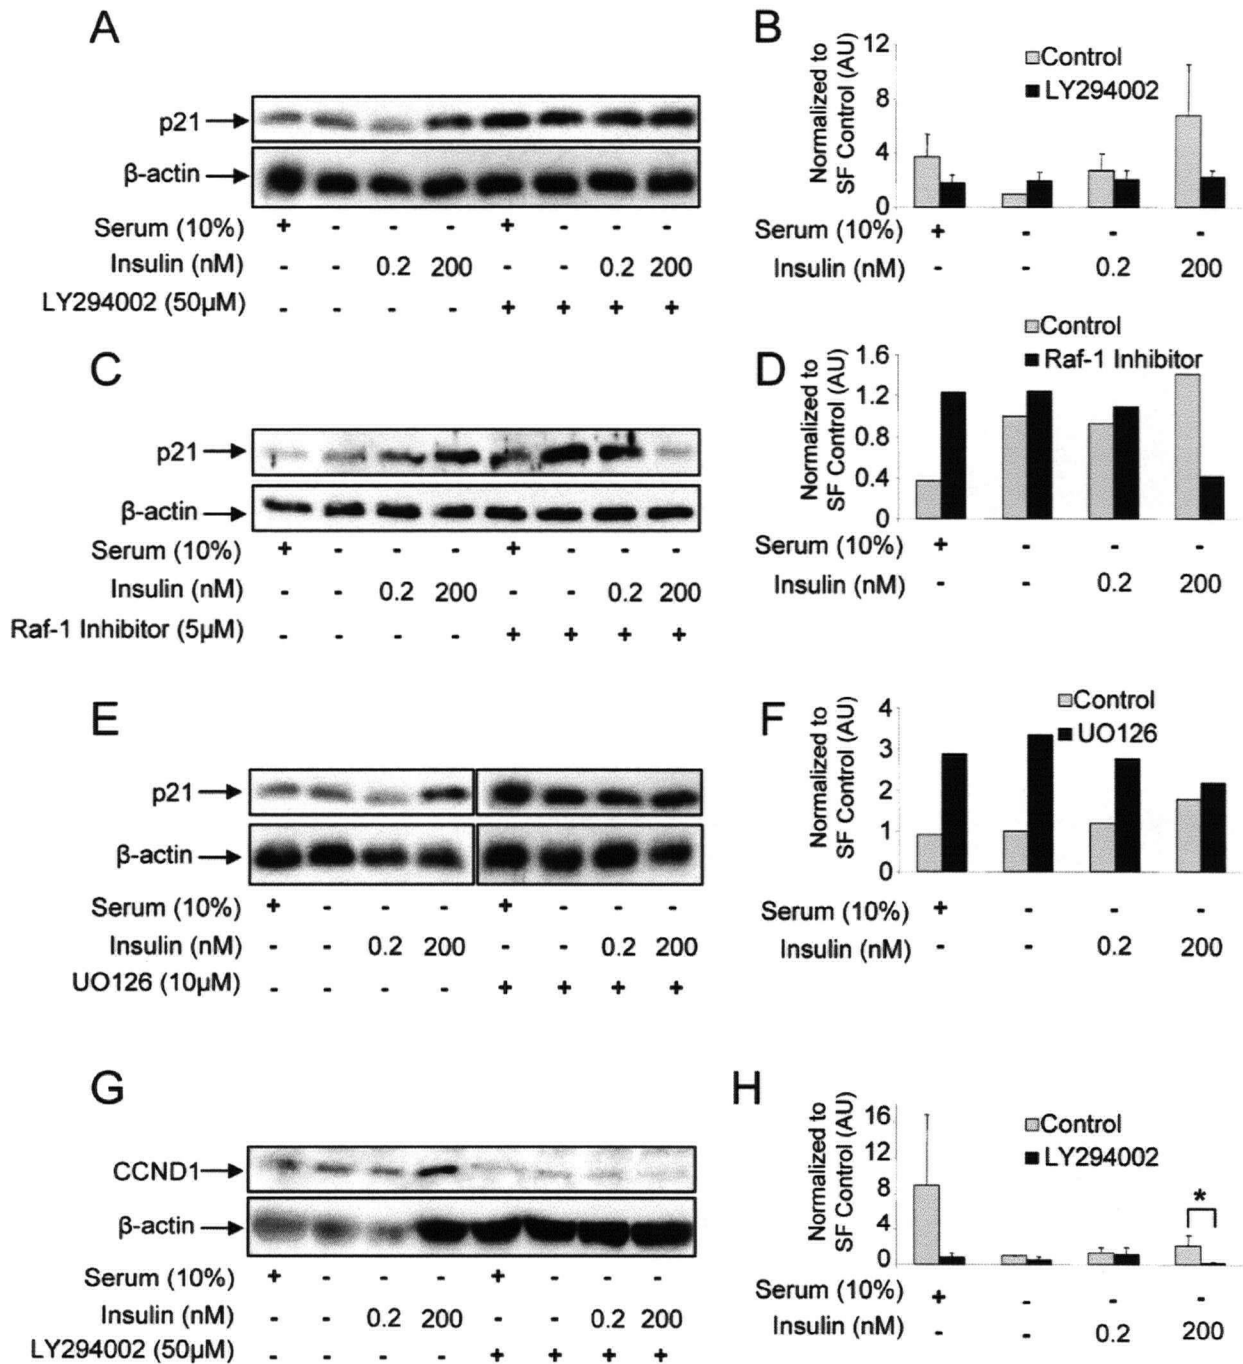 A
p21
β-actin
Serum (10%) + - - - + - - -
Insulin (nM) - - 0.2 200 - - 0.2 200
LY294002 (50µM) - - - - + + + +
B
Normalized to
SF Control (AU)
12
8
4
0
Control
LY294002
Serum (10%) + - - -
Insulin (nM) - - 0.2 200
C
p21
β-actin
Serum (10%) + - - - + - - -
Insulin (nM) - - 0.2 200 - - 0.2 200
Raf-1 Inhibitor (5µM) - - - - + + + +
D
Normalized to
SF Control (AU)
Control
Raf-1 Inhibitor
1.6
1.2
0.8
0.4
0
Serum (10%) + - - -
Insulin (nM) - - 0.2 200
E
p21
β-actin
Serum (10%) + - - - + - - -
Insulin (nM) - - 0.2 200 - - 0.2 200
UO126 (10µM) - - - - + + + +
F
Normalized to
SF Control (AU)
Control
UO126
4
3
2
1
0
Serum (10%) + - - -
Insulin (nM) - - 0.2 200
G
CCND1
β-actin
Serum (10%) + - - - + - - -
Insulin (nM) - - 0.2 200 - - 0.2 200
LY294002 (50µM) - - - - + + + +
H
Normalized to
SF Control (AU)
16
12
8
4
0
Control
LY294002
*
Serum (10%) + - - -
Insulin (nM) - - 0.2 200